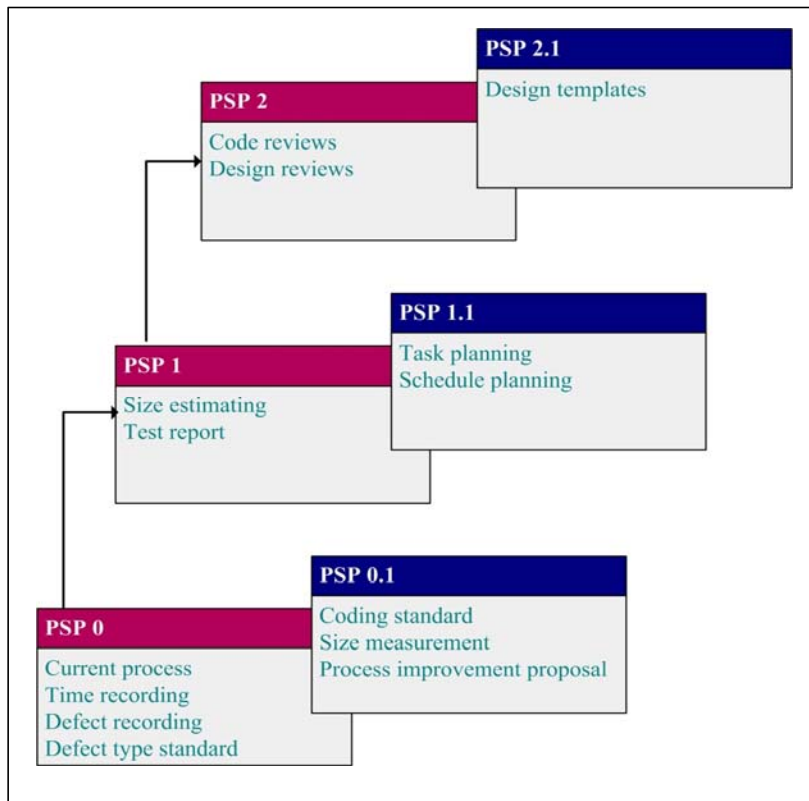 PSP 2.1
Design templates
PSP 2
Code reviews
Design reviews
PSP 1.1
Task planning
Schedule planning
PSP 1
Size estimating
Test report
PSP 0.1
Coding standard
Size measurement
Process improvement proposal
PSP 0
Current process
Time recording
Defect recording
Defect type standard